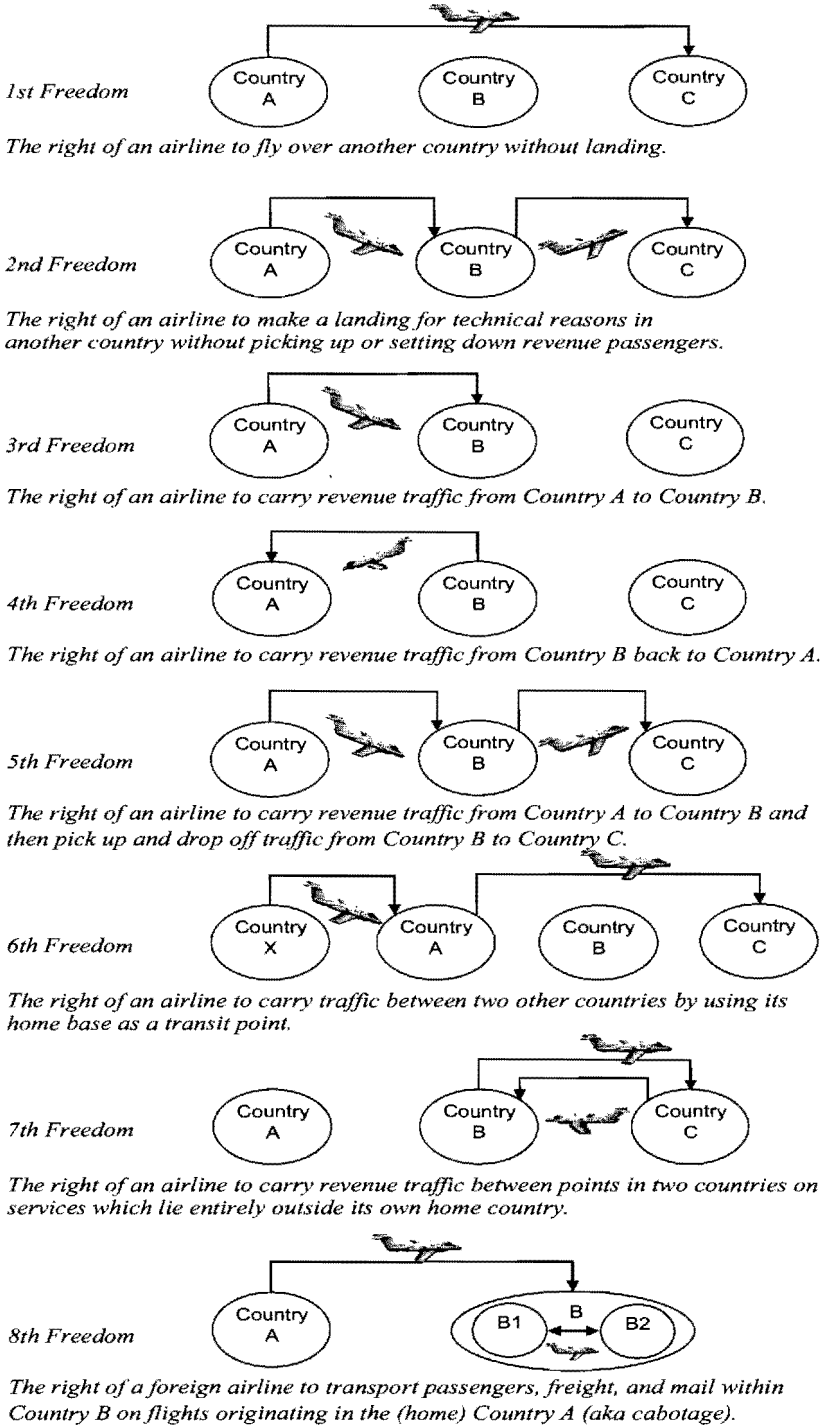 Country A
Country B
Country C
1st Freedom
The right of an airline to fly over another country without landing.
Country A
Country B
Country C
2nd Freedom
The right of an airline to make a landing for technical reasons in
another country without picking up or setting down revenue passengers.
Country A
Country B
Country C
3rd Freedom
The right of an airline to carry revenue traffic from Country A to Country B.
Country A
Country B
Country C
4th Freedom
The right of an airline to carry revenue traffic from Country B back to Country A.
Country A
Country B
Country C
5th Freedom
The right of an airline to carry revenue traffic from Country A to Country B and
then pick up and drop off traffic from Country B to Country C.
Country X
Country A
Country B
Country C
6th Freedom
The right of an airline to carry traffic between two other countries by using its
home base as a transit point.
Country A
Country B
Country C
7th Freedom
The right of an airline to carry revenue traffic between points in two countries on
services which lie entirely outside its own home country.
Country A
B1
B
B2
8th Freedom
The right of a foreign airline to transport passengers, freight, and mail within
Country B on flights originating in the (home) Country A (aka cabotage).